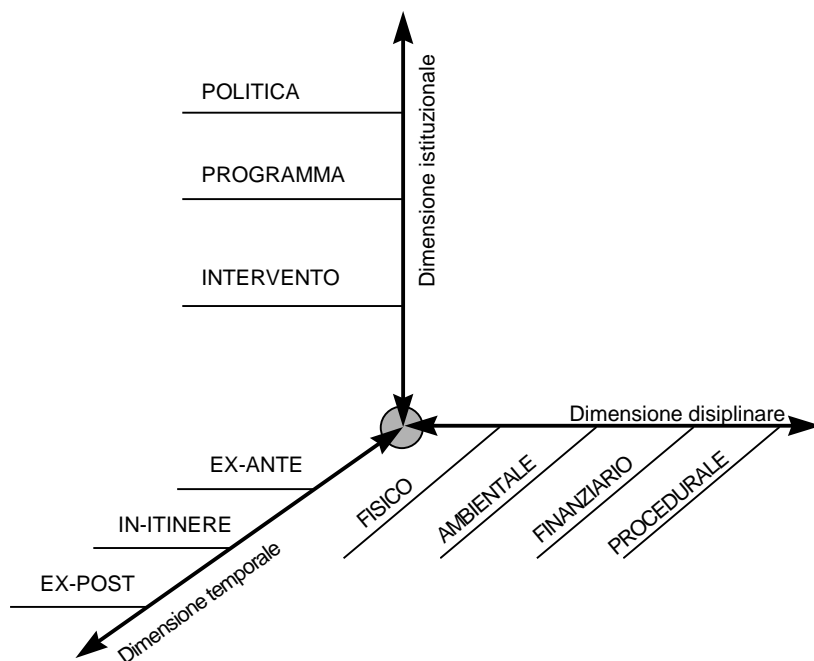 POLITICA
PROGRAMMA
INTERVENTO
Dimensione istituzionale
Dimensione disiplinare
EX-ANTE
IN-ITINERE
EX-POST
Dimensione temporale
FISICO
AMBIENTALE
FINANZIARIO
PROCEDURALE